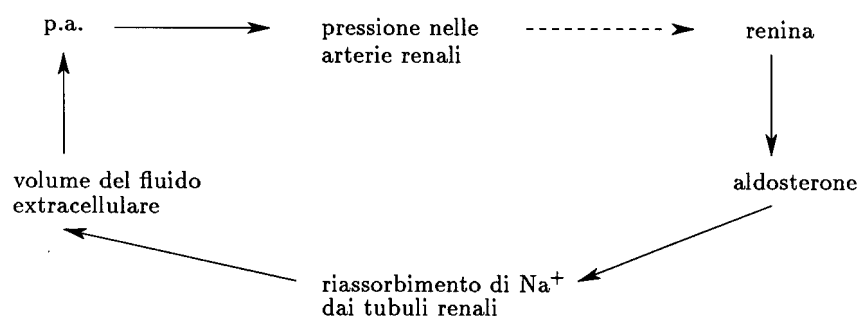 p.a.
pressione nelle
arterie renali
renina
volume del fluido
extracellulare
aldosterone
riassorbimento di Na⁺
dai tubuli renali